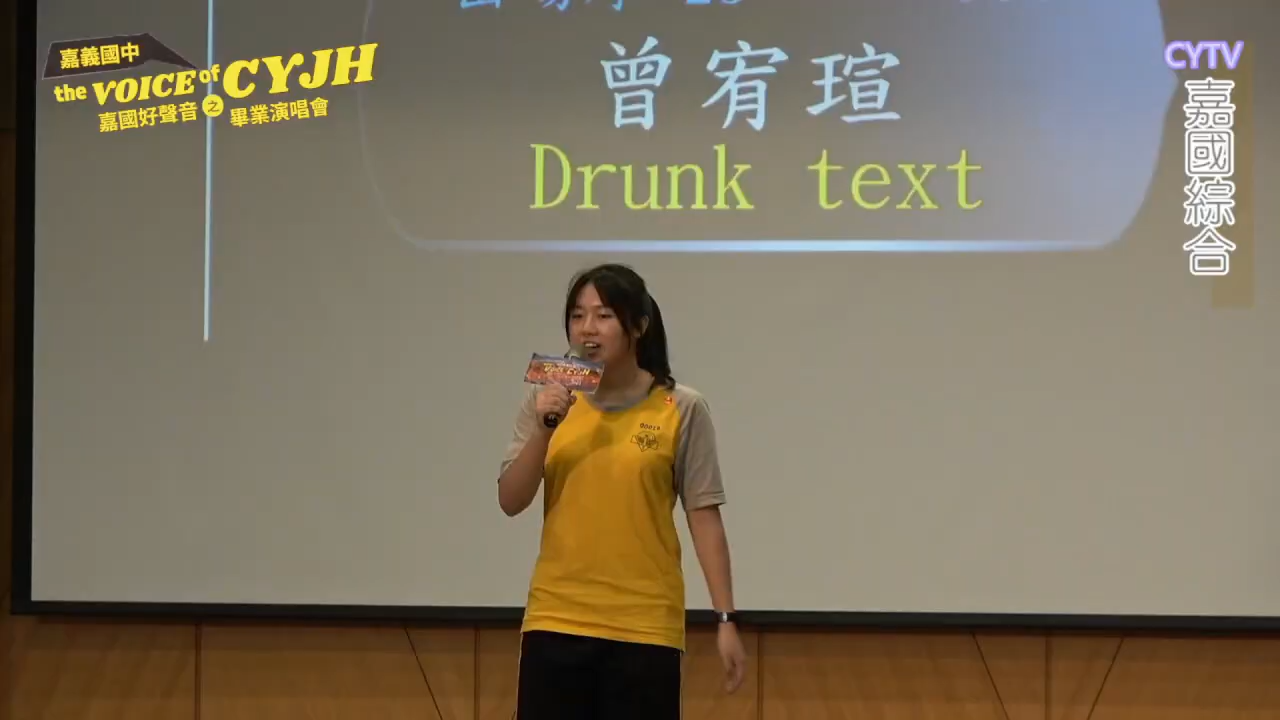 嘉義國中
the VOICE of CYJH
嘉國好聲音之畢業演唱會
曾宥瑄
Drunk text
CYTV
嘉國綜合